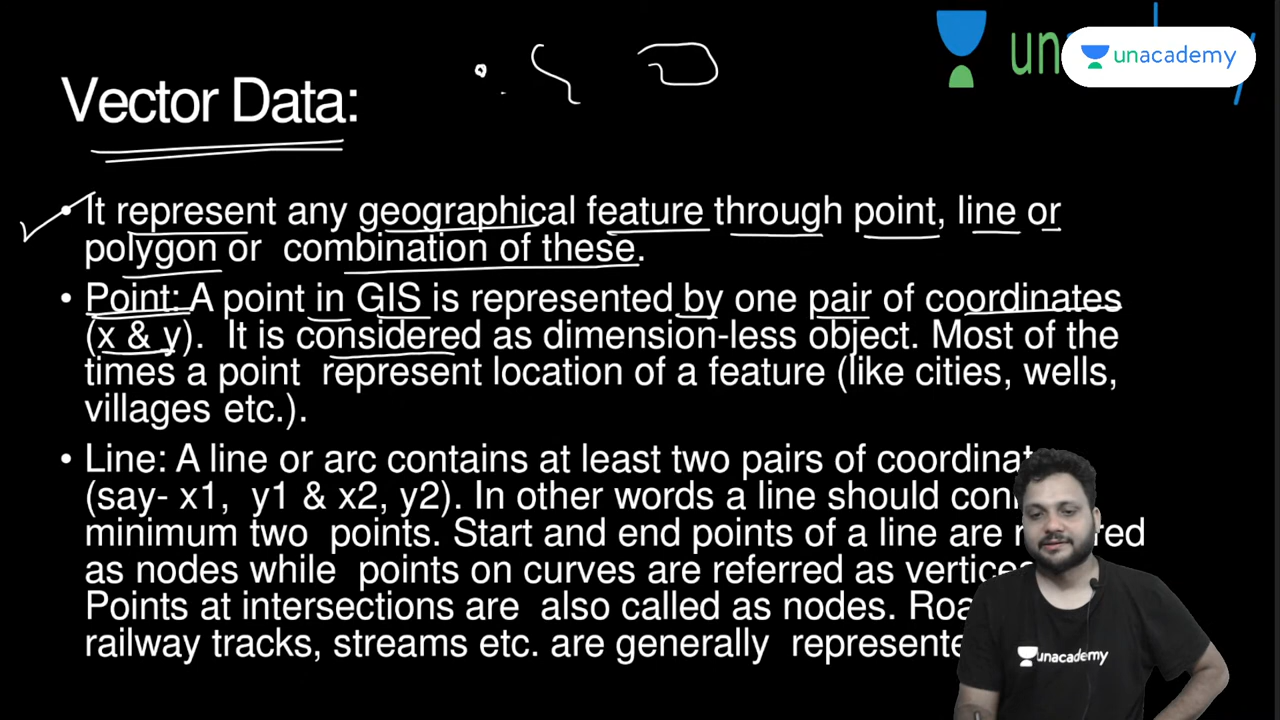 unacademy
Vector Data:
• It represent any geographical feature through point, line or
polygon or combination of these.
• Point: A point in GIS is represented by one pair of coordinates
(x & y). It is considered as dimension-less object. Most of the
times a point represent location of a feature (like cities, wells,
villages etc.).
• Line: A line or arc contains at least two pairs of
(say- x1, y1 & x2, y2). In other words a line should
minimum two points. Start and end points of a line are
as nodes while points on curves are referred as
Points at intersections are also called as nodes.
railway tracks, streams etc. are generally
unacademy